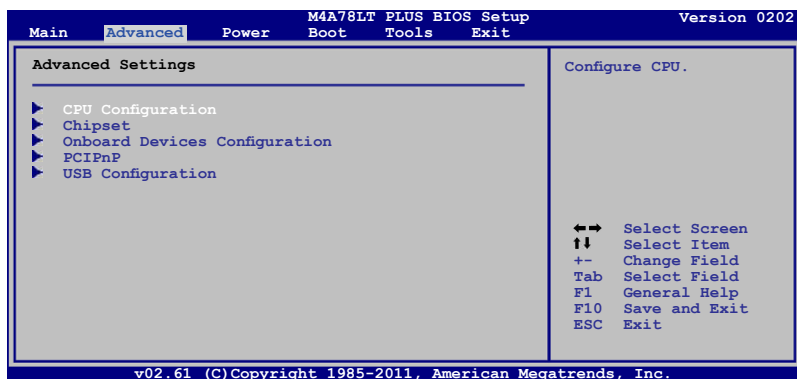 M4A78LT PLUS BIOS Setup Version 0202
Main Advanced Power Boot Tools Exit
Advanced Settings
CPU Configuration
Chipset
Onboard Devices Configuration
PCIPnP
USB Configuration
Configure CPU.
←→ Select Screen
↑↓ Select Item
+- Change Field
Tab Select Field
F1 General Help
F10 Save and Exit
ESC Exit
v02.61 (C)Copyright 1985-2011, American Megatrends, Inc.